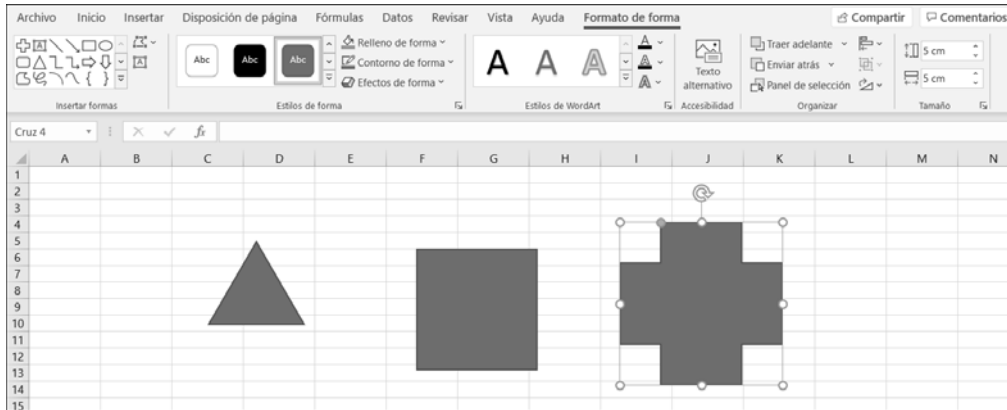 Archivo Inicio Insertar Disposición de página Fórmulas Datos Revisar Vista Ayuda Formato de forma Compartir Comentarios
Abc Abc Abc
Relleno de forma
Contorno de forma
Efectos de forma
A A A
A
A
A
Texto
alternativo
Traer adelante
Enviar atrás
Panel de selección
5 cm
5 cm
Insertar formas Estilos de forma Estilos de WordArt Accesibilidad Organizar Tamaño
Cruz 4 fx
A B C D E F G H I J K L M N
1
2
3
4
5
6
7
8
9
10
11
12
13
14
15